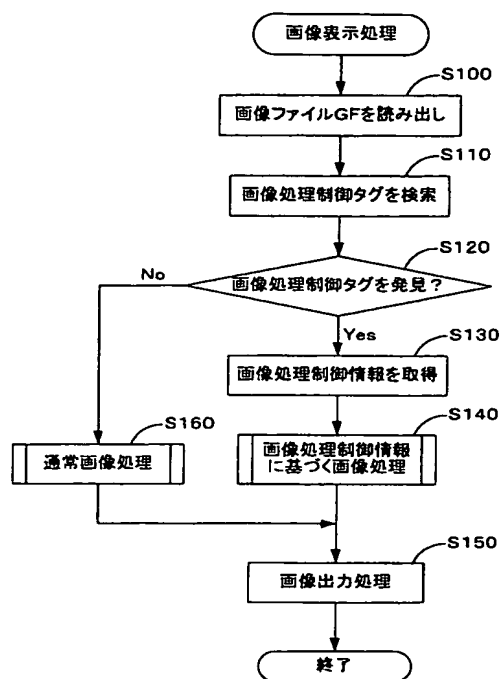 画像表示処理
S100
画像ファイルGFを読み出し
S110
画像処理制御タグを検索
S120
画像処理制御タグを発見？
No
Yes
S130
画像処理制御情報を取得
S160
通常画像処理
S140
画像処理制御情報
に基づく画像処理
S150
画像出力処理
終了